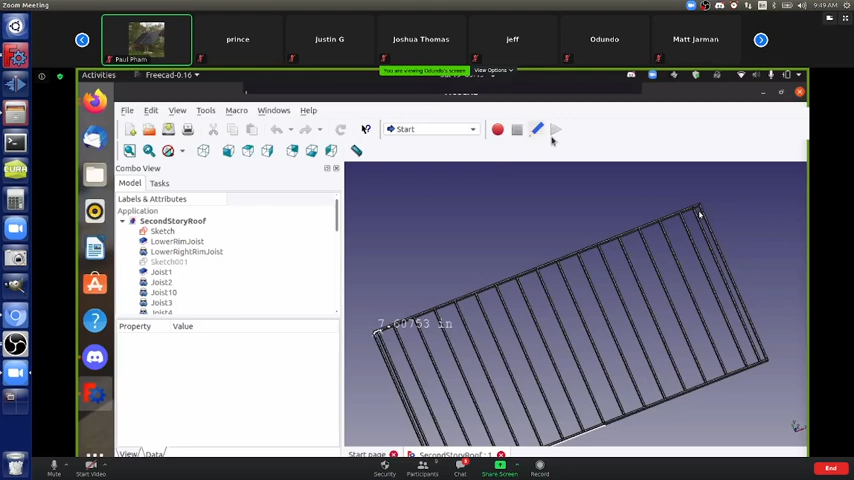 Zoom Meeting
9:49 AM
prince
Justin G
Joshua Thomas
jeff
Odundo
Matt Jarman
Paul Pham
You are viewing Odundo's screen
View Options
Activities
Freecad-0.16
File Edit View Tools Macro Windows Help
Start
Combo View
Model Tasks
Labels & Attributes
Application
SecondStoryRoof
Sketch
LowerRimJoist
LowerRightRimJoist
Sketch001
Joist1
Joist2
Joist10
Joist3
Joist4
Property Value
7.60753 in
View Data
Start page
SecondStoryRoof : 1
Mute
Start Video
Security
Participants
Chat
Share Screen
Record
End